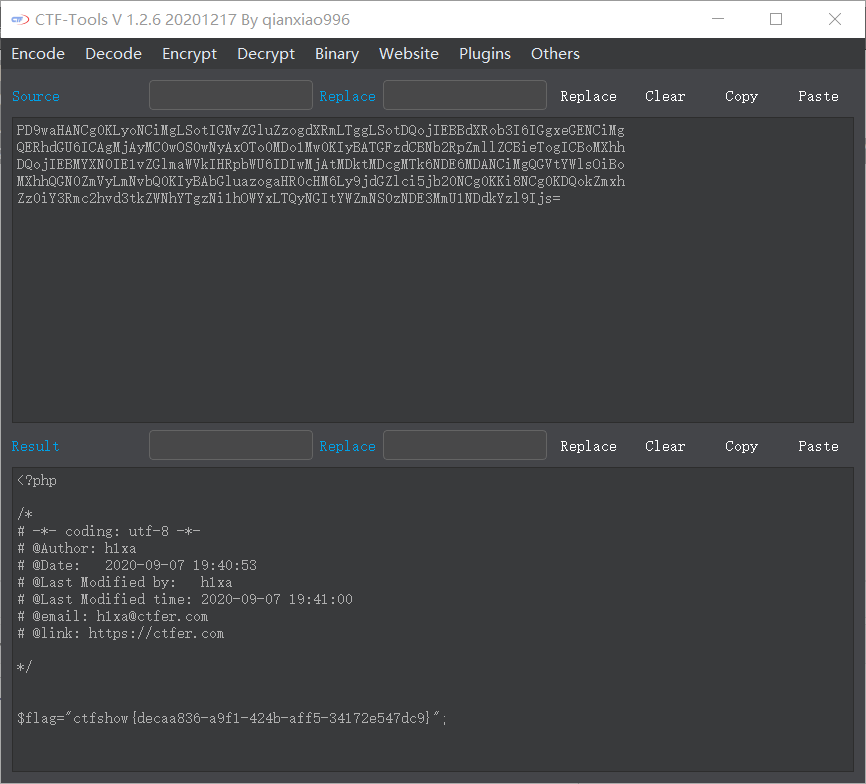 CTF-Tools V 1.2.6 20201217 By qianxiao996
Encode Decode Encrypt Decrypt Binary Website Plugins Others
Source Replace Replace Clear Copy Paste
PD9waHANCg0KLyoNCiMgLSotIGNvZGluZzogdXRmLTggLSotDQojIEBBdXRob3I6IGgxeGENCiMg
QERhdGU6ICAgMjAyMC0wOS0wNyAxOTo0MDo1Mw0KIyBATGFzdCBNb2RpZmllZCBieTogICBoMXhh
DQojIEBMYXN0IE1vZGlmaWVkIHRpbWU6IDIwMjAtMDktMDcgMTk6NDE6MDANCiMgQGVtYWlsOiBo
MXhhQGN0ZmVyLmNvbQ0KIyBAbGluazogaHR0cHM6Ly9jdGZlci5jb20NCg0KKi8NCg0KDQokZmxh
Zz0iY3Rmc2hvd3tkZWNhYTgzNi1hOWYxLTQyNGItYWZmNS0zNDE3MmU1NDdkYzl9Ijs=
Result Replace Replace Clear Copy Paste
<?php
/*
# -*- coding: utf-8 -*-
# @Author: h1xa
# @Date:   2020-09-07 19:40:53
# @Last Modified by:   h1xa
# @Last Modified time: 2020-09-07 19:41:00
# @email: h1xa@ctfer.com
# @link: https://ctfer.com
*/
$flag="ctfshow{decaa836-a9f1-424b-aff5-34172e547dc9}";